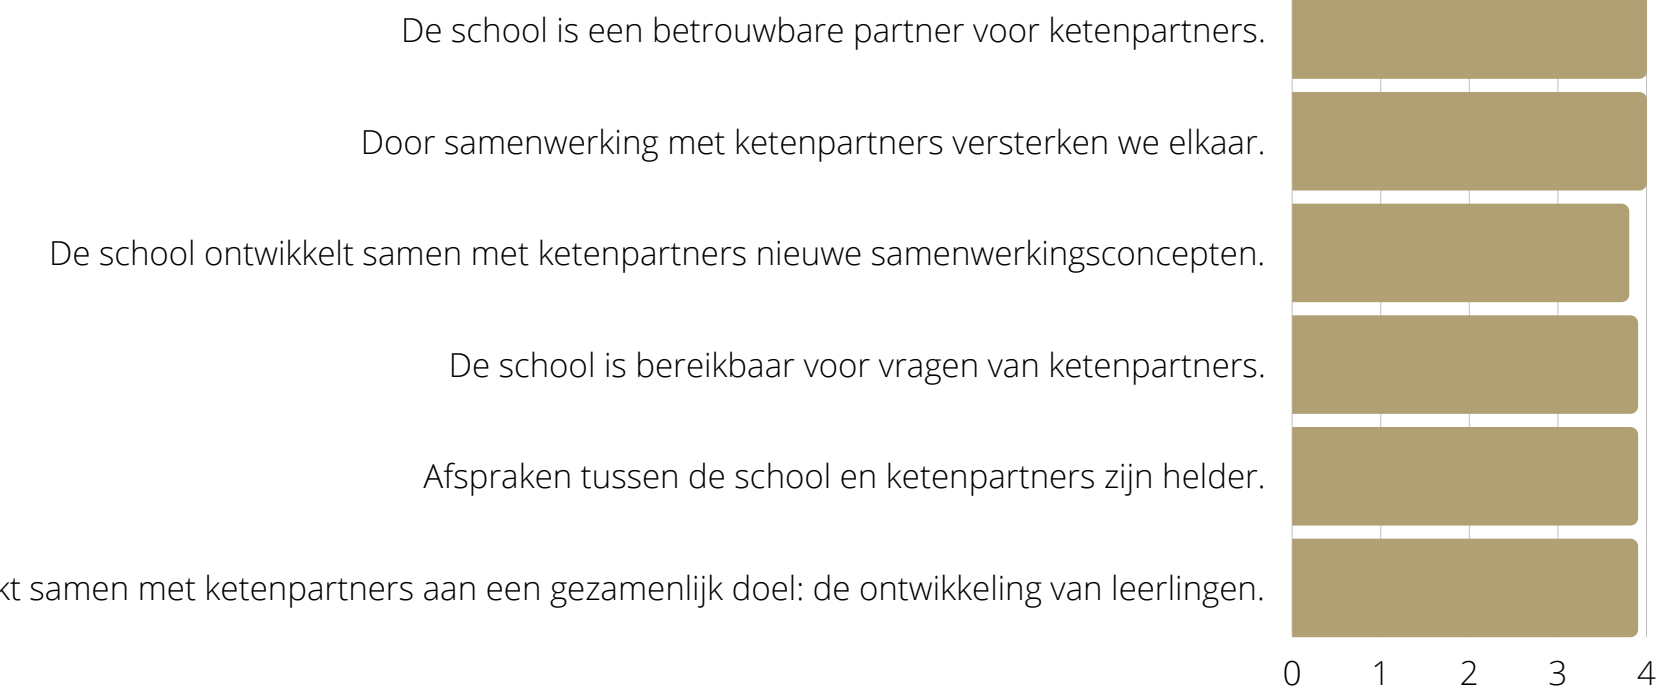 De school is een betrouwbare partner voor ketenpartners.
Door samenwerking met ketenpartners versterken we elkaar.
De school ontwikkelt samen met ketenpartners nieuwe samenwerkingsconcepten.
De school is bereikbaar voor vragen van ketenpartners.
Afspraken tussen de school en ketenpartners zijn helder.
samen met ketenpartners aan een gezamenlijk doel: de ontwikkeling van leerlingen.
0 1 2 3 4